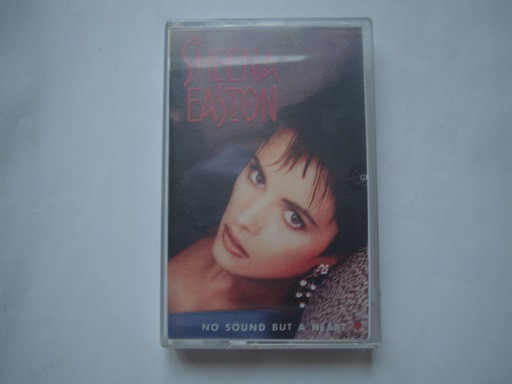 SHEENA
EASTON
NO SOUND BUT A HEART